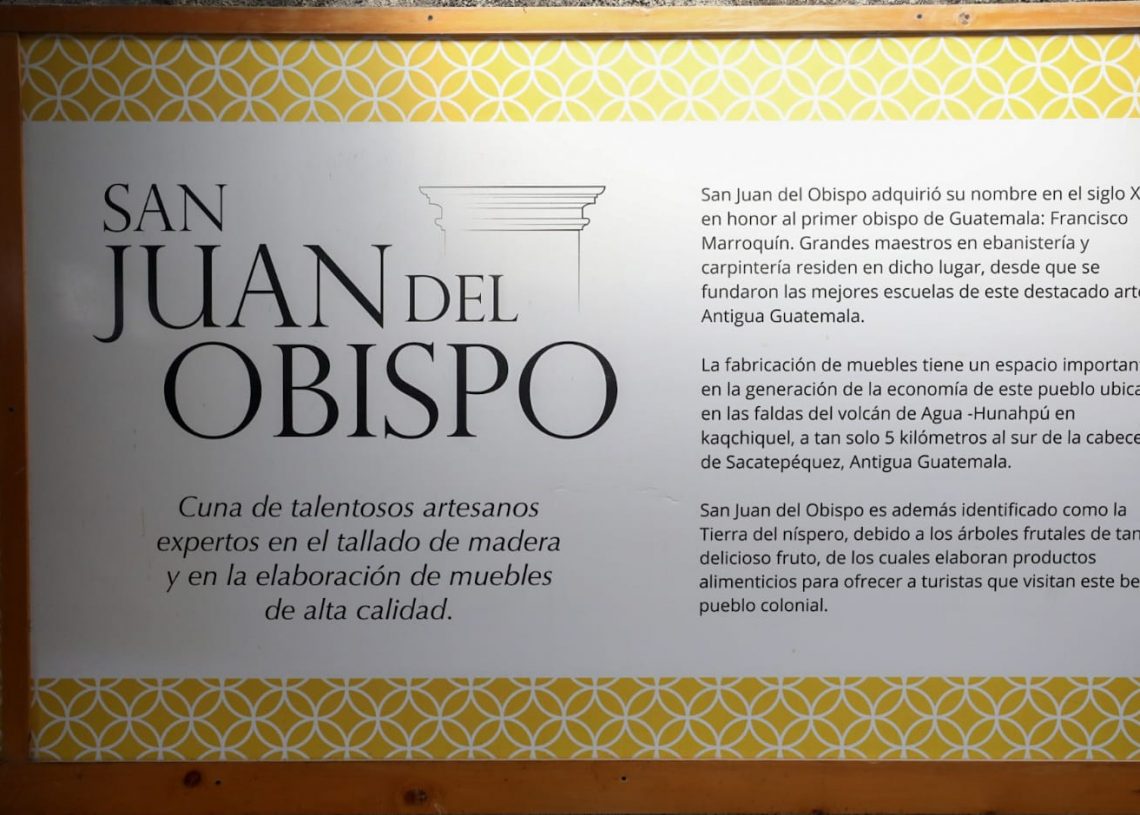 SAN
JUAN DEL
OBISPO
Cuna de talentosos artesanos
expertos en el tallado de madera
y en la elaboración de muebles
de alta calidad.
San Juan del Obispo adquirió su nombre en el siglo X
en honor al primer obispo de Guatemala: Francisco
Marroquín. Grandes maestros en ebanistería y
carpintería residen en dicho lugar, desde que se
fundaron las mejores escuelas de este destacado arte
Antigua Guatemala.
La fabricación de muebles tiene un espacio importan
en la generación de la economía de este pueblo ubica
en las faldas del volcán de Agua -Hunahpú en
kaqchiquel, a tan solo 5 kilómetros al sur de la cabece
de Sacatepéquez, Antigua Guatemala.
San Juan del Obispo es además identificado como la
Tierra del níspero, debido a los árboles frutales de tan
delicioso fruto, de los cuales elaboran productos
alimenticios para ofrecer a turistas que visitan este be
pueblo colonial.